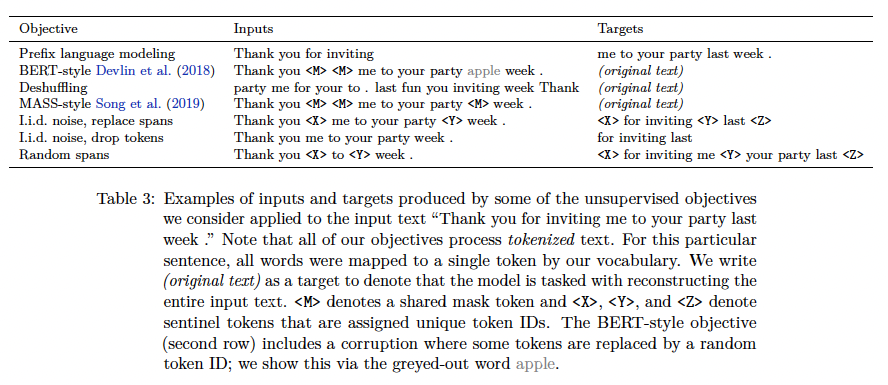 Objective Inputs Targets
Prefix language modeling Thank you for inviting me to your party last week .
BERT-style Devlin et al. (2018) Thank you <M> <M> me to your party apple week . (original text)
Deshuffling party me for your to . last fun you inviting week Thank (original text)
MASS-style Song et al. (2019) Thank you <M> <M> me to your party <M> week . (original text)
I.i.d. noise, replace spans Thank you <X> me to your party <Y> week . <X> for inviting <Y> last <Z>
I.i.d. noise, drop tokens Thank you me to your party week . for inviting last
Random spans Thank you <X> to <Y> week . <X> for inviting me <Y> your party last <Z>
Table 3: Examples of inputs and targets produced by some of the unsupervised objectives
we consider applied to the input text “Thank you for inviting me to your party last
week .” Note that all of our objectives process tokenized text. For this particular
sentence, all words were mapped to a single token by our vocabulary. We write
(original text) as a target to denote that the model is tasked with reconstructing the
entire input text. <M> denotes a shared mask token and <X>, <Y>, and <Z> denote
sentinel tokens that are assigned unique token IDs. The BERT-style objective
(second row) includes a corruption where some tokens are replaced by a random
token ID; we show this via the greyed-out word apple.